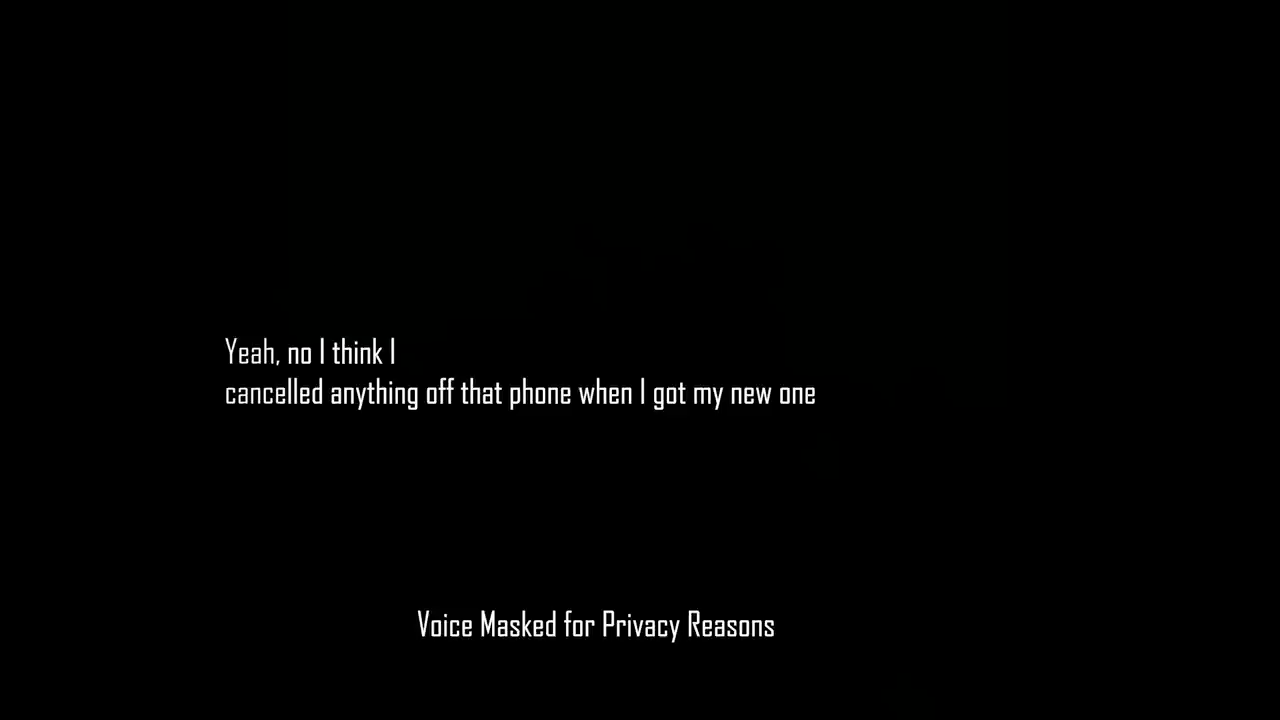 Yeah, no I think I
cancelled anything off that phone when I got my new one
Voice Masked for Privacy Reasons